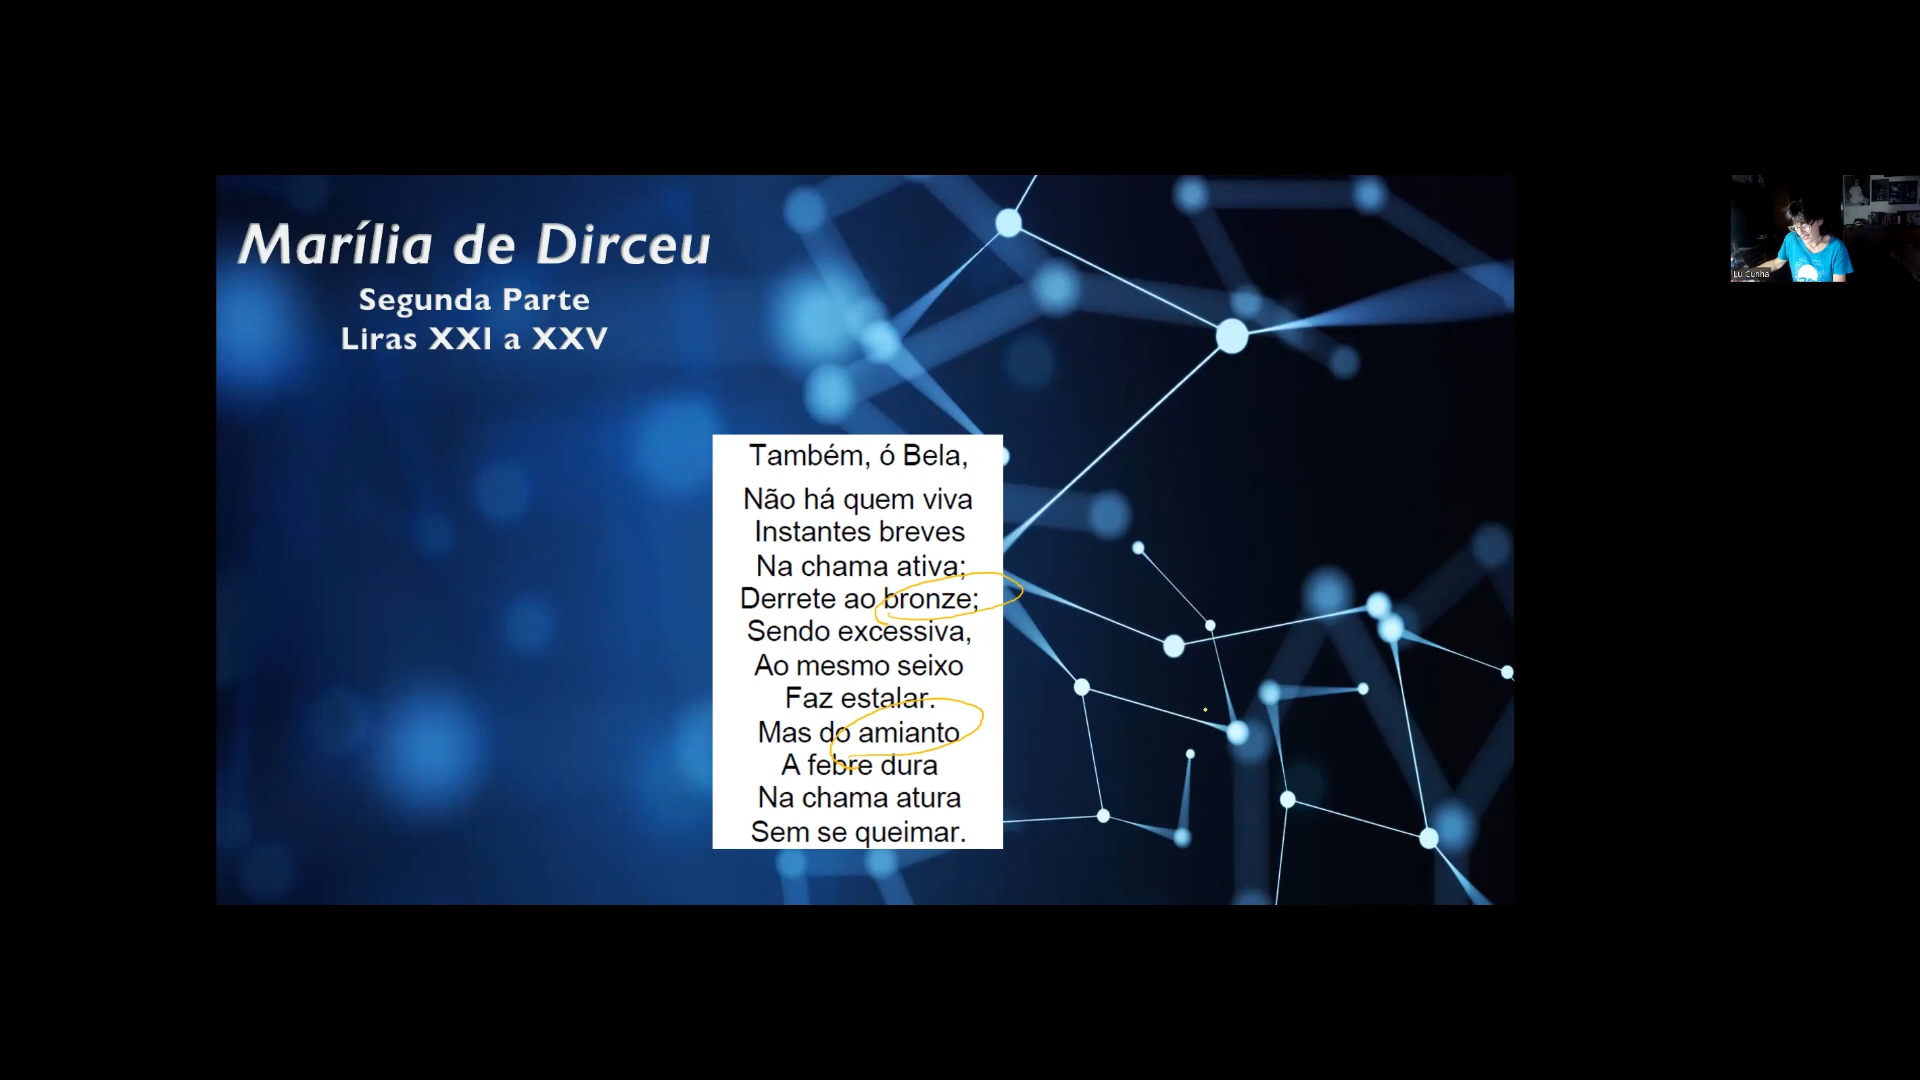 Marília de Dirceu
Segunda Parte
Liras XXI a XXV
Também, ó Bela,
Não há quem viva
Instantes breves
Na chama ativa;
Derrete ao bronze;
Sendo excessiva,
Ao mesmo seixo
Faz estalar.
Mas do amianto
A febre dura
Na chama atura
Sem se queimar.
Lu Cunha